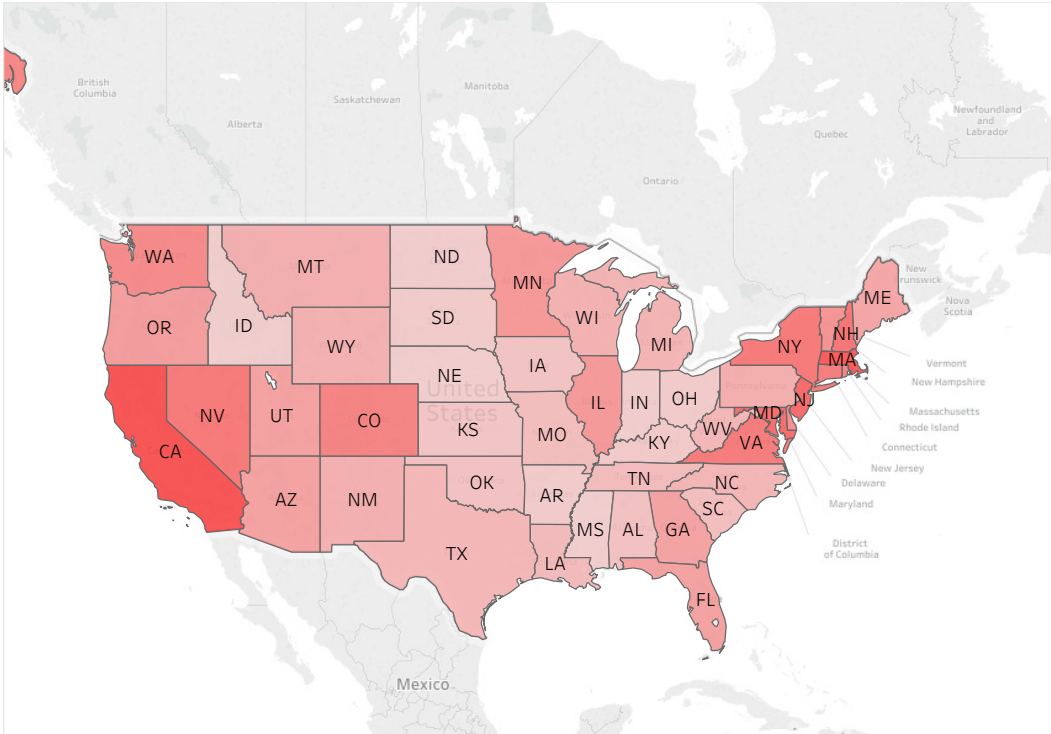 British
Columbia
Alberta
Saskatchewan
Manitoba
Ontario
Quebec
Newfoundland
and
Labrador
WA
MT
ND
MN
OR
ID
WY
SD
WI
MI
NY
NH
ME
New
runswick
Nova
Scotia
MA
Vermont
New Hampshire
Massachusetts
Rhode Island
Connecticut
New Jersey
Delaware
Maryland
District
of Columbia
NE
United
States
IA
IL
IN
OH
Pennsylvania
NJ
MD
CA
NV
UT
CO
KS
MO
KY
WV
VA
AZ
NM
OK
AR
TN
NC
SC
TX
LA
MS
AL
GA
FL
Mexico